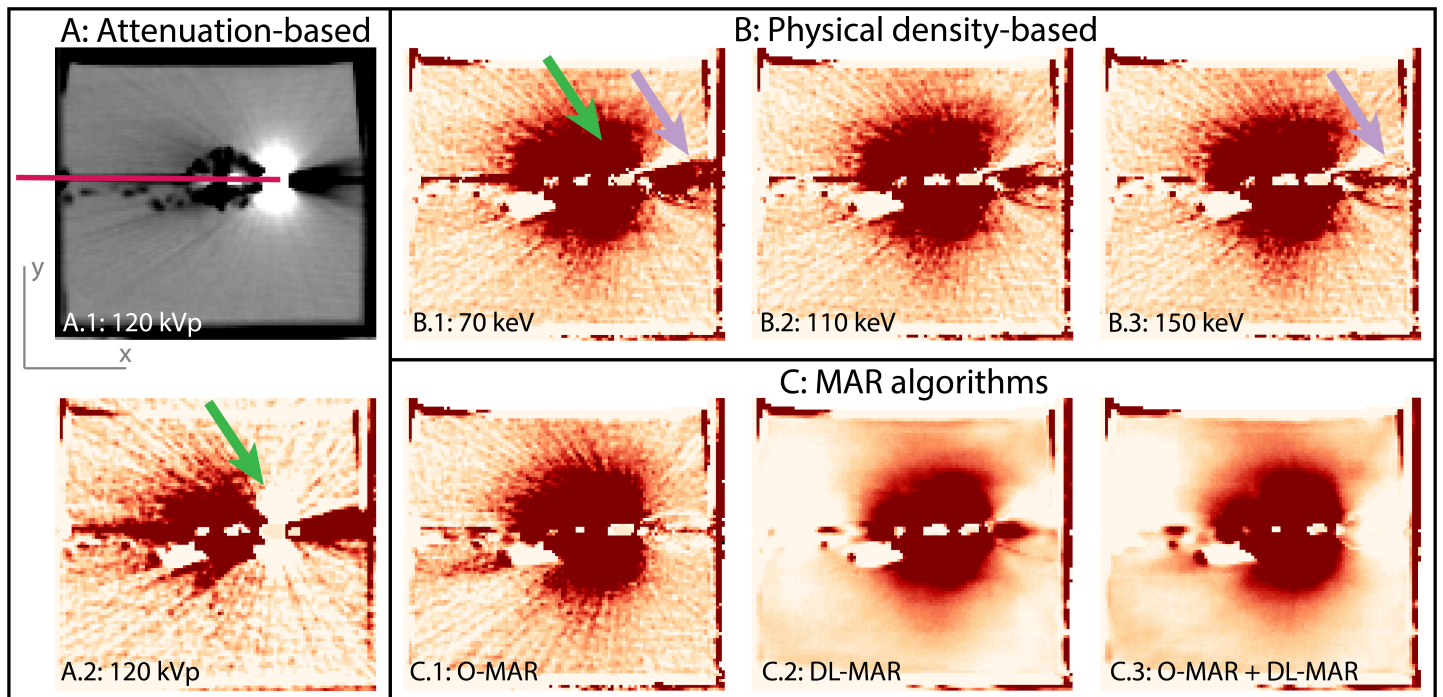 A: Attenuation-based
A.1: 120 kVp
y
x
A.2: 120 kVp
B: Physical density-based
B.1: 70 keV
B.2: 110 keV
B.3: 150 keV
C: MAR algorithms
C.1: O-MAR
C.2: DL-MAR
C.3: O-MAR + DL-MAR